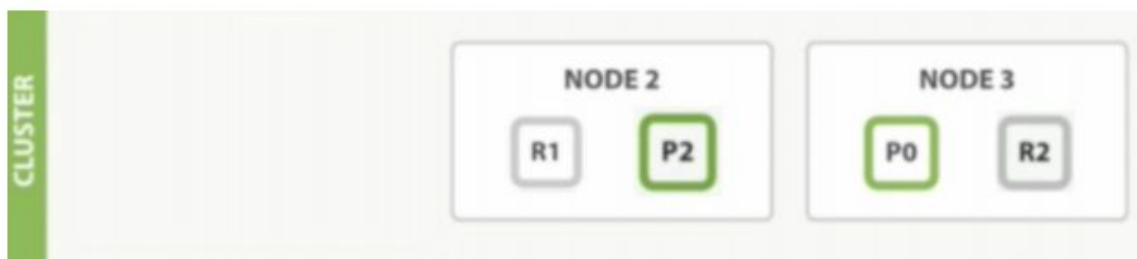 CLUSTER
NODE 2
R1 P2
NODE 3
P0 R2